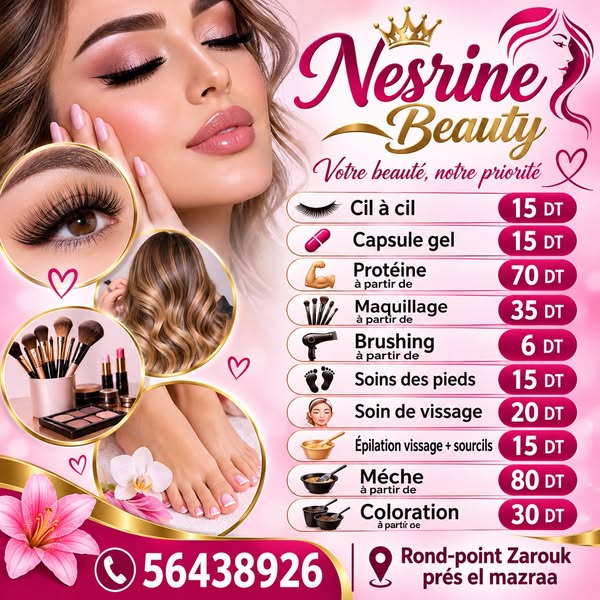 Nesrine
Beauty
Votre beauté, notre priorité
Cil à cil 15 DT
Capsule gel 15 DT
Protéine 70 DT
à partir de
Maquillage 35 DT
à partir de
Brushing 6 DT
à partir de
Soins des pieds 15 DT
Soin de vissage 20 DT
Épilation vissage + sourcils 15 DT
Méche 80 DT
à partir de
Coloration 30 DT
à partir de
56438926
Rond-point Zarouk
prés el mazraa